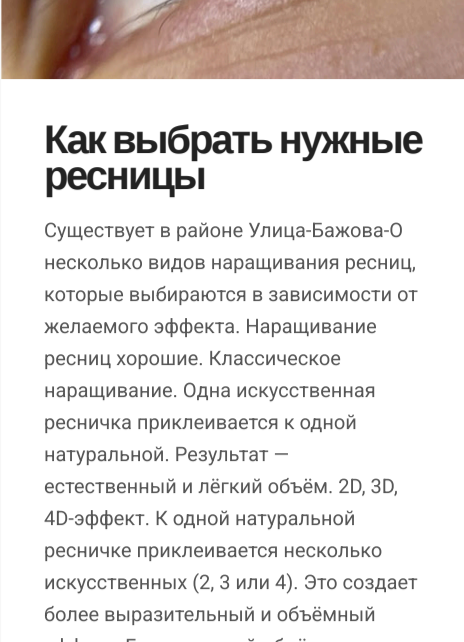 Как выбрать нужные
ресницы
Существует в районе Улица-Бажова-О
несколько видов наращивания ресниц,
которые выбираются в зависимости от
желаемого эффекта. Наращивание
ресниц хорошие. Классическое
наращивание. Одна искусственная
ресничка приклеивается к одной
натуральной. Результат —
естественный и лёгкий объём. 2D, 3D,
4D-эффект. К одной натуральной
ресничке приклеивается несколько
искусственных (2, 3 или 4). Это создает
более выразительный и объёмный